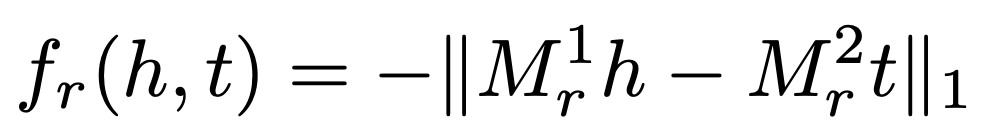 f_r(h, t) = −‖M_r^1 h − M_r^2 t‖_1